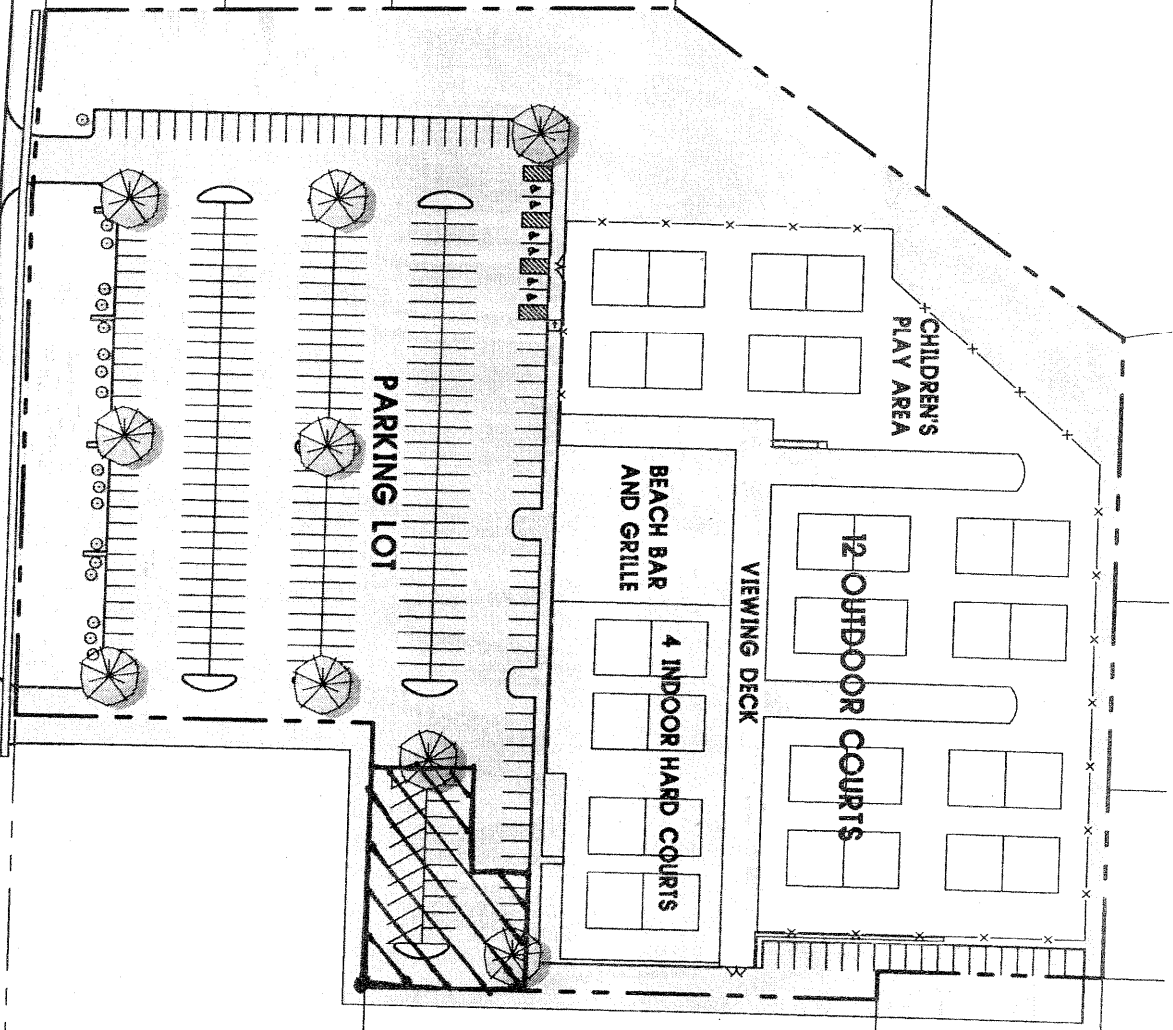 CHILDREN'S
PLAY AREA
12 OUTDOOR COURTS
VIEWING DECK
BEACH BAR
AND GRILLE
4 INDOOR HARD COURTS
PARKING LOT